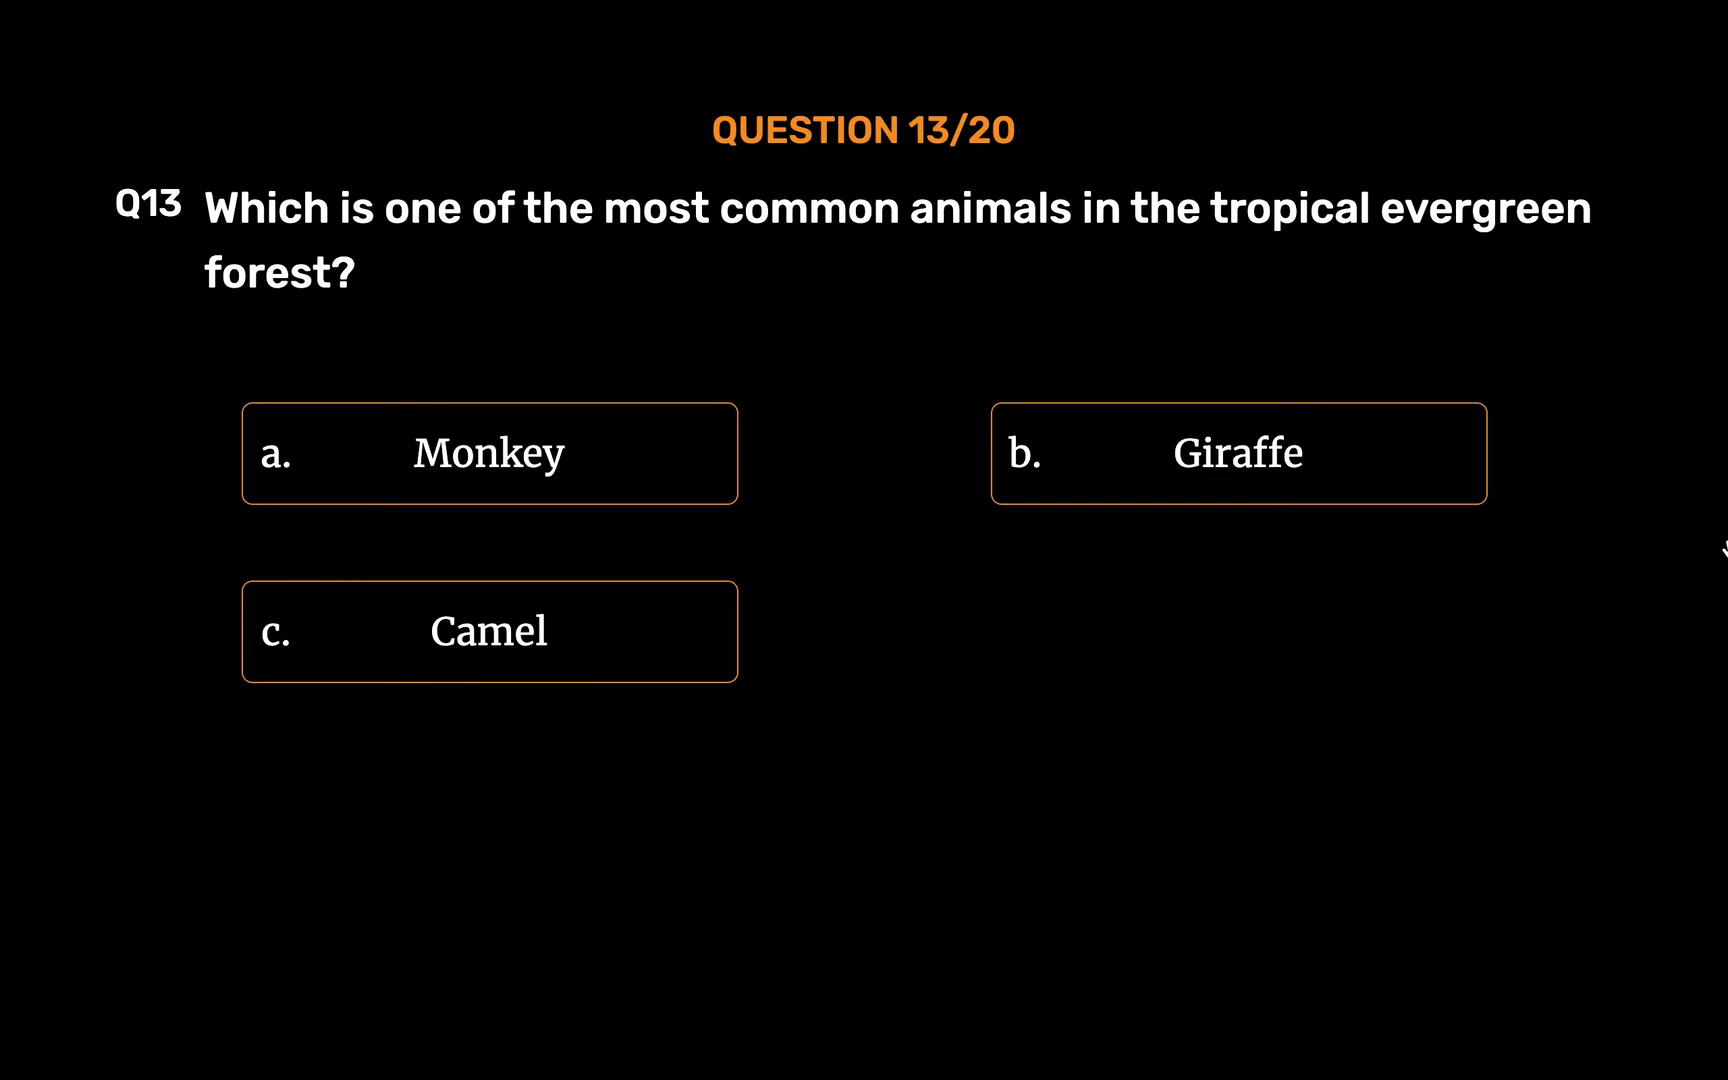 QUESTION 13/20
Q13 Which is one of the most common animals in the tropical evergreen
forest?
a. Monkey
b. Giraffe
c. Camel